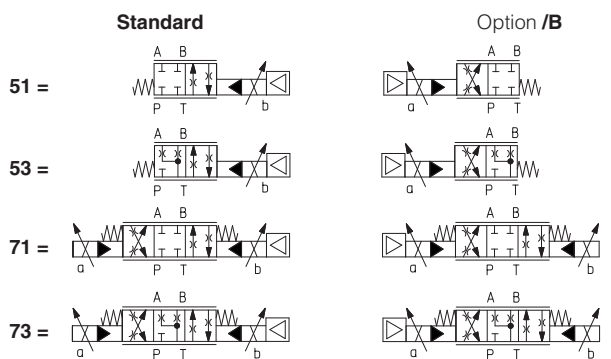 Standard Option /B
A B A B
51 =
b a
P T P T
A B A B
53 =
b a
P T P T
A B A B
71 =
a b a b
P T P T
A B A B
73 =
a b a b
P T P T